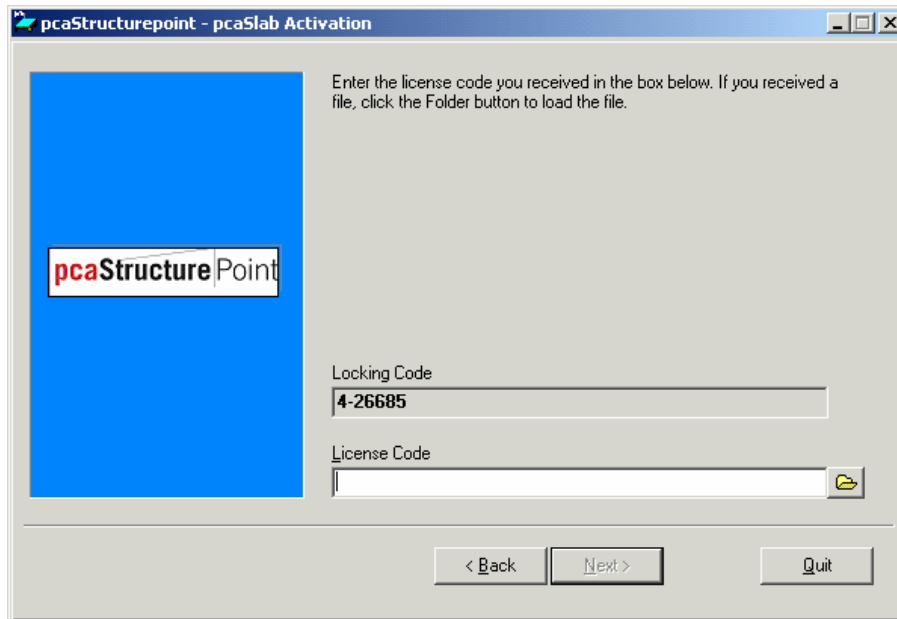 pcaStructurepoint - pcaSlab Activation
Enter the license code you received in the box below. If you received a
file, click the Folder button to load the file.
pcaStructurePoint
Locking Code
4-26685
License Code
< Back
Next >
Quit